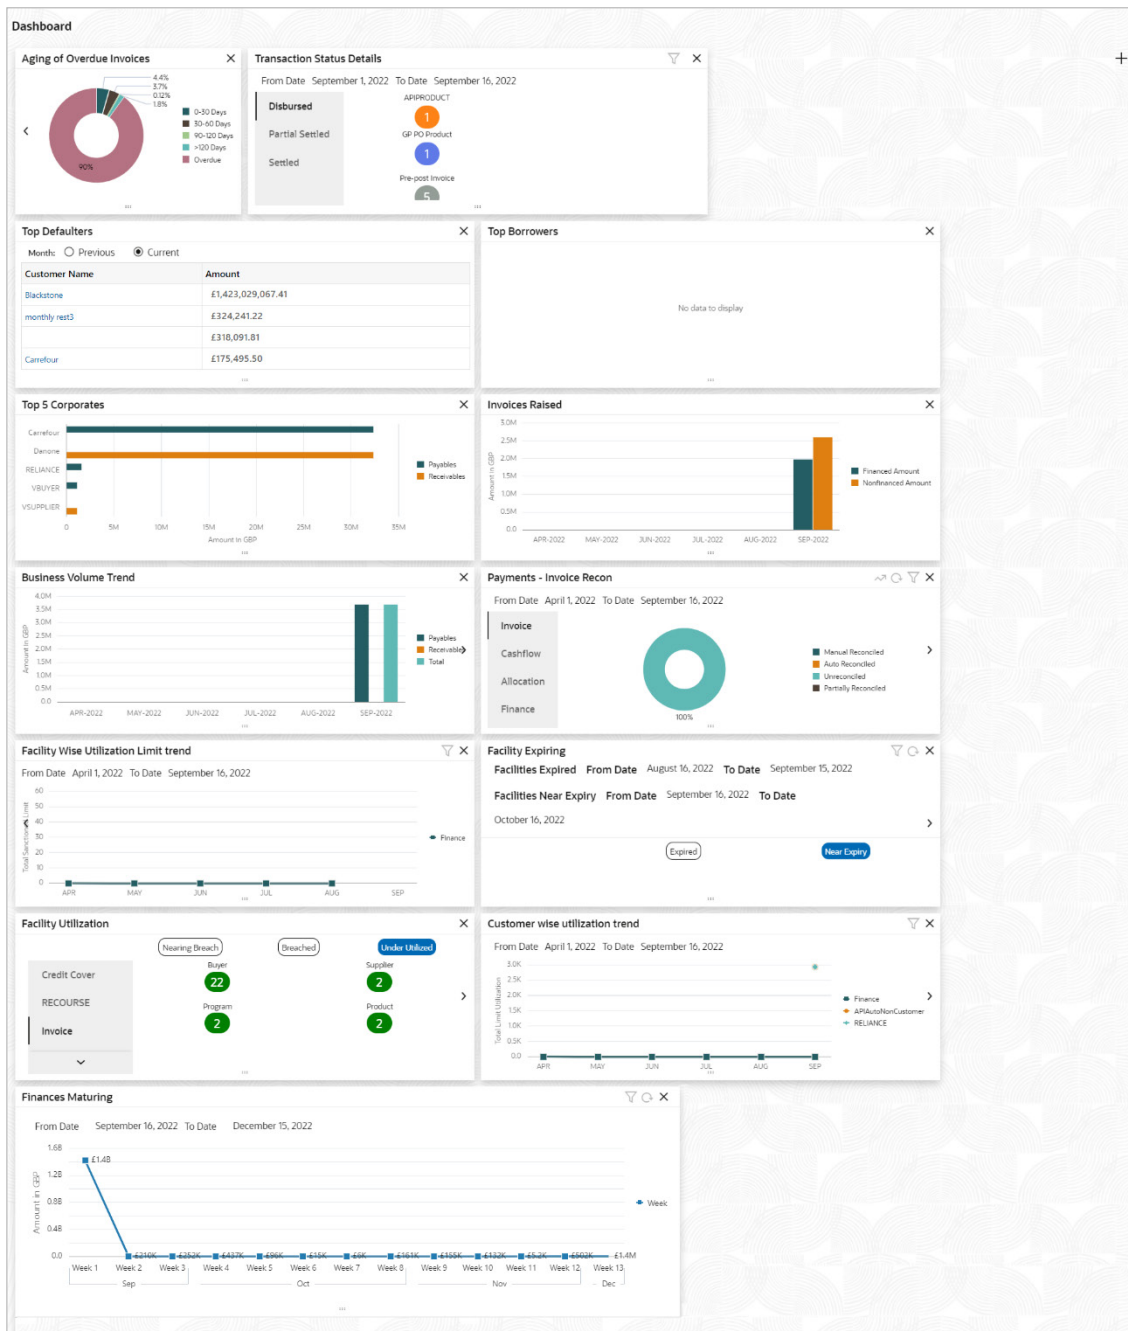 Dashboard
Aging of Overdue Invoices
4.4%
3.7%
0.12%
1.8%
90%
0-30 Days
30-60 Days
90-120 Days
>120 Days
Overdue
Transaction Status Details
From Date September 1, 2022 To Date September 16, 2022
Disbursed
Partial Settled
Settled
APIPRODUCT
1
GP PO Product
1
Pre-post Invoice
5
Top Defaulters
Month: Previous Current
Customer Name Amount
Blackstone £1,423,029,067.41
monthly rest3 £324,241.22
£318,091.81
Carrefour £175,495.50
Top Borrowers
No data to display
Top 5 Corporates
Carrefour
Danone
RELIANCE
VBUYER
VSUPPLIER
0 5M 10M 15M 20M 25M 30M 35M
Amount in GBP
Payables
Receivables
Invoices Raised
Amount in GBP
3.0M
2.5M
2.0M
1.5M
1.0M
0.5M
0.0
APR-2022 MAY-2022 JUN-2022 JUL-2022 AUG-2022 SEP-2022
Financed Amount
Nonfinanced Amount
Business Volume Trend
Amount in GBP
4.0M
3.5M
3.0M
2.5M
2.0M
1.5M
1.0M
0.5M
0.0
APR-2022 MAY-2022 JUN-2022 JUL-2022 AUG-2022 SEP-2022
Payables
Receivables
Total
Payments - Invoice Recon
From Date April 1, 2022 To Date September 16, 2022
Invoice
Cashflow
Allocation
Finance
100%
Manual Reconciled
Auto Reconciled
Unreconciled
Partially Reconciled
Facility Wise Utilization Limit trend
From Date April 1, 2022 To Date September 16, 2022
Total Sanctioned Limit
60
50
40
30
20
10
0
APR MAY JUN JUL AUG SEP
Finance
Facility Expiring
Facilities Expired From Date August 16, 2022 To Date September 15, 2022
Facilities Near Expiry From Date September 16, 2022 To Date
October 16, 2022
Expired Near Expiry
Facility Utilization
Nearing Breach Breached Under Utilized
Credit Cover
RECOURSE
Invoice
Buyer Supplier
22 2
Program Product
2 2
Customer wise utilization trend
From Date April 1, 2022 To Date September 16, 2022
Total Limit Utilization
3.0K
2.5K
2.0K
1.5K
1.0K
0.5K
0.0
APR MAY JUN JUL AUG SEP
Finance
APIAutoNonCustomer
RELIANCE
Finances Maturing
From Date September 16, 2022 To Date December 15, 2022
Amount in GBP
1.6B
1.2B
0.8B
0.4B
0.0
£1.4B £210K £252K £437K £96K £15K £6K £161K £155K £132K £5.2K £502K £1.4M
Week 1 Week 2 Week 3 Week 4 Week 5 Week 6 Week 7 Week 8 Week 9 Week 10 Week 11 Week 12 Week 13
Sep Oct Nov Dec
Week